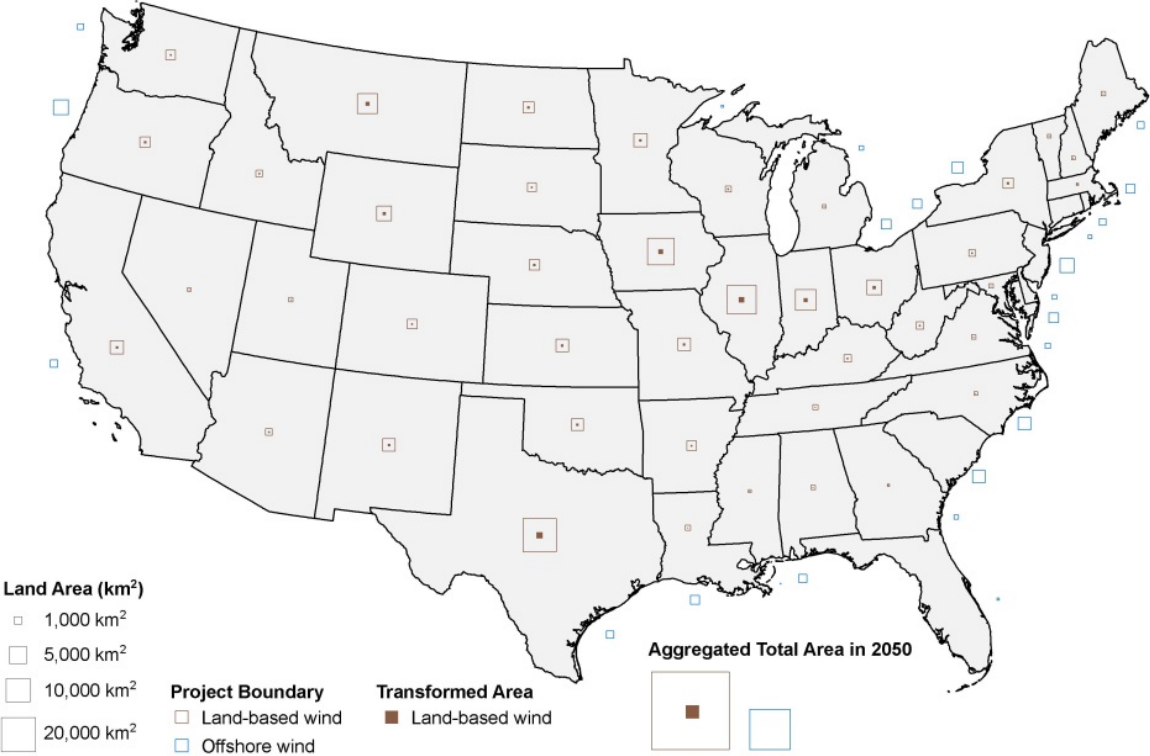 Land Area (km²)
1,000 km²
5,000 km²
10,000 km²
20,000 km²
Project Boundary
Land-based wind
Offshore wind
Transformed Area
Land-based wind
Aggregated Total Area in 2050